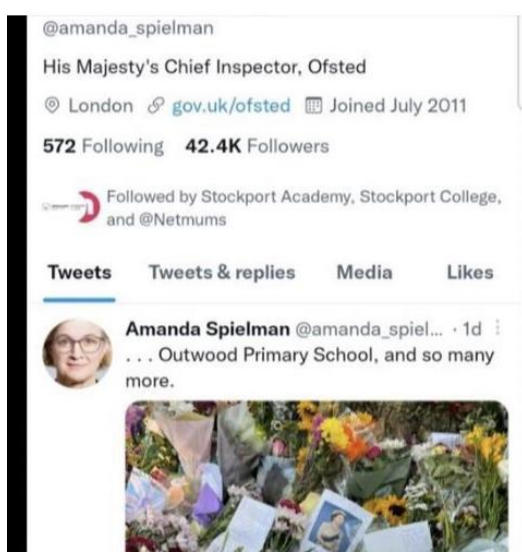 @amanda_spielman
His Majesty's Chief Inspector, Ofsted
London gov.uk/ofsted Joined July 2011
572 Following 42.4K Followers
Followed by Stockport Academy, Stockport College,
and @Netmums
Tweets Tweets & replies Media Likes
Amanda Spielman @amanda_spiel... · 1d
. . . Outwood Primary School, and so many
more.